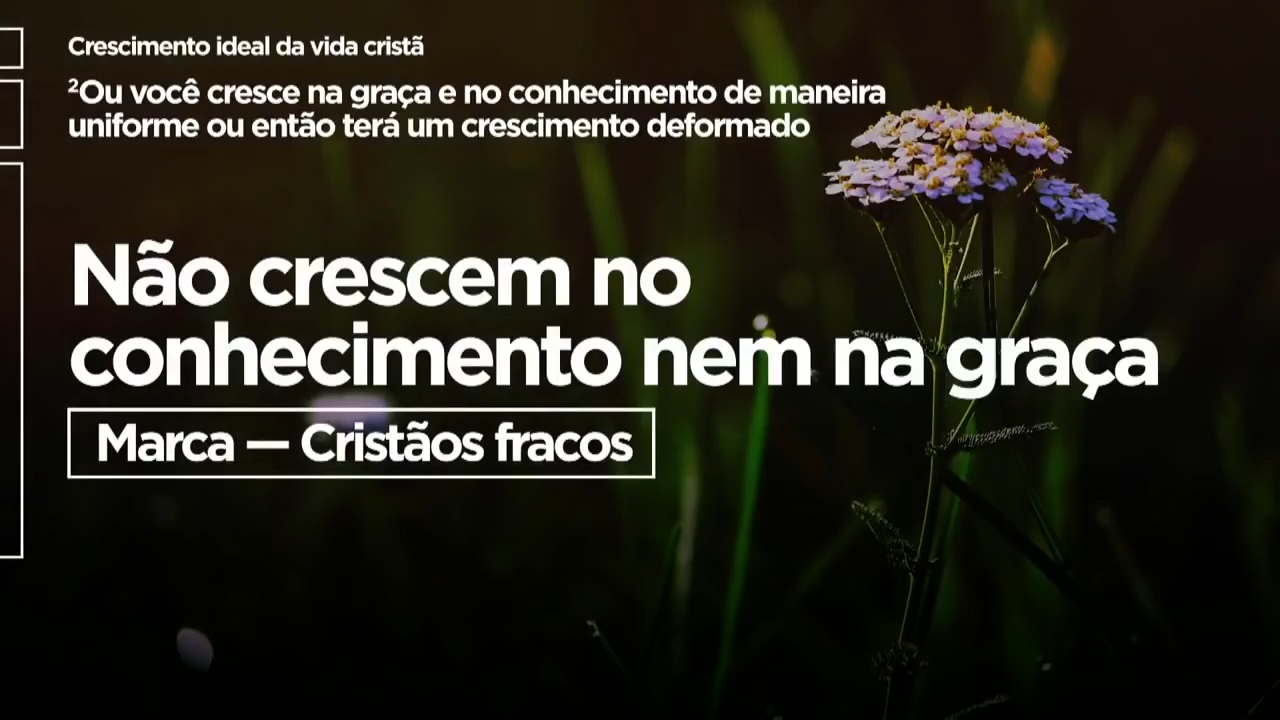 Crescimento ideal da vida cristã
²Ou você cresce na graça e no conhecimento de maneira
uniforme ou então terá um crescimento deformado
Não crescem no
conhecimento nem na graça
Marca — Cristãos fracos